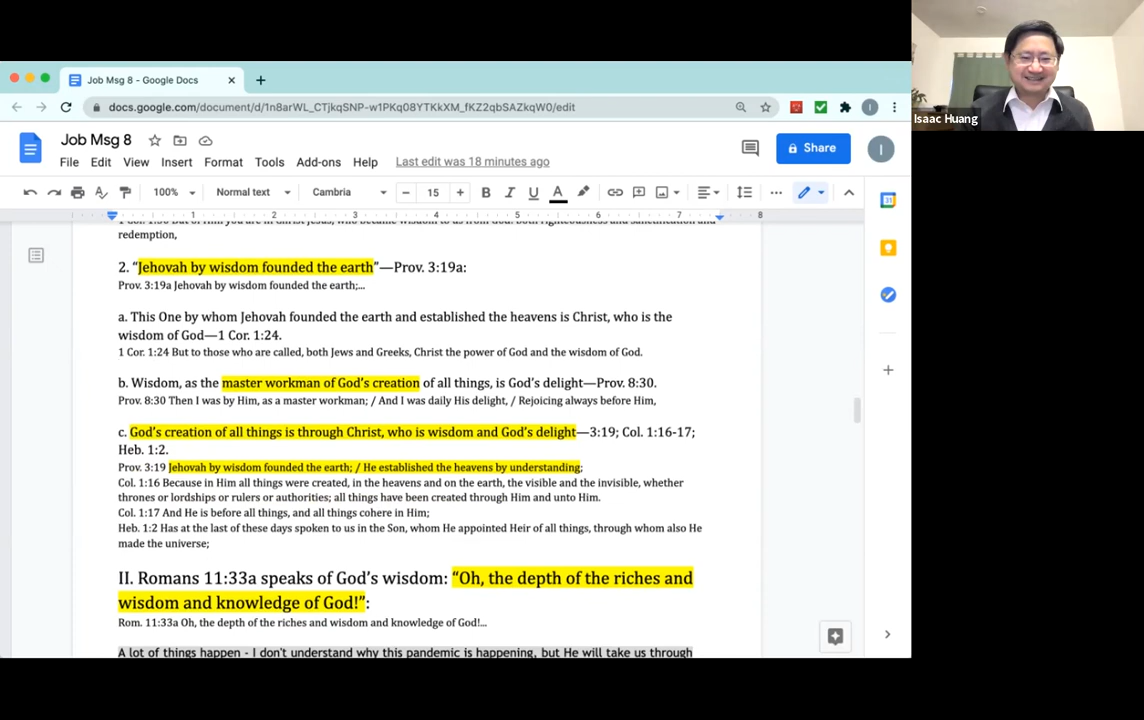 Job Msg 8 - Google Docs
docs.google.com/document/d/1n8arWL_CTjkqSNP-w1PKq08YTKkXM_fKZ2qbSAZkqW0/edit
Isaac Huang
Job Msg 8
File Edit View Insert Format Tools Add-ons Help Last edit was 18 minutes ago
Share
I
100% Normal text Cambria 15 B I U A
1 2 3 4 5 6 7 8
redemption,
2. “Jehovah by wisdom founded the earth”—Prov. 3:19a:
Prov. 3:19a Jehovah by wisdom founded the earth;...
a. This One by whom Jehovah founded the earth and established the heavens is Christ, who is the
wisdom of God—1 Cor. 1:24.
1 Cor. 1:24 But to those who are called, both Jews and Greeks, Christ the power of God and the wisdom of God.
b. Wisdom, as the master workman of God’s creation of all things, is God’s delight—Prov. 8:30.
Prov. 8:30 Then I was by Him, as a master workman; / And I was daily His delight, / Rejoicing always before Him,
c. God’s creation of all things is through Christ, who is wisdom and God’s delight—3:19; Col. 1:16-17;
Heb. 1:2.
Prov. 3:19 Jehovah by wisdom founded the earth; / He established the heavens by understanding;
Col. 1:16 Because in Him all things were created, in the heavens and on the earth, the visible and the invisible, whether
thrones or lordships or rulers or authorities; all things have been created through Him and unto Him.
Col. 1:17 And He is before all things, and all things cohere in Him;
Heb. 1:2 Has at the last of these days spoken to us in the Son, whom He appointed Heir of all things, through whom also He
made the universe;
II. Romans 11:33a speaks of God’s wisdom: “Oh, the depth of the riches and
wisdom and knowledge of God!”:
Rom. 11:33a Oh, the depth of the riches and wisdom and knowledge of God!...
A lot of things happen - I don't understand why this pandemic is happening, but He will take us through